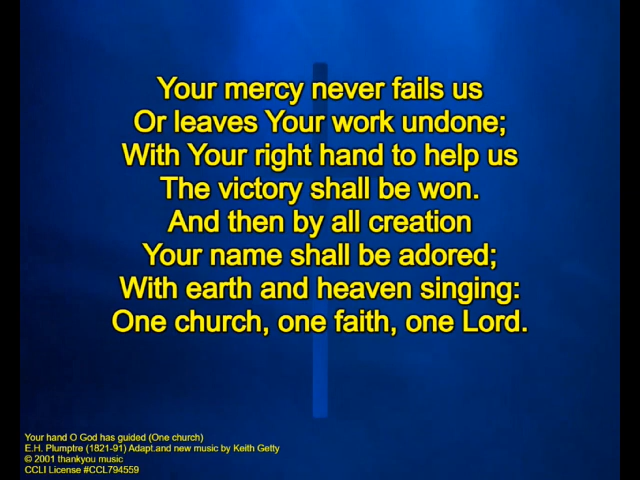 Your mercy never fails us
Or leaves Your work undone;
With Your right hand to help us
The victory shall be won.
And then by all creation
Your name shall be adored;
With earth and heaven singing:
One church, one faith, one Lord.
Your hand O God has guided (One church)
E.H. Plumptre (1821-91) Adapt.and new music by Keith Getty
© 2001 thankyou music
CCLI License #CCL794559